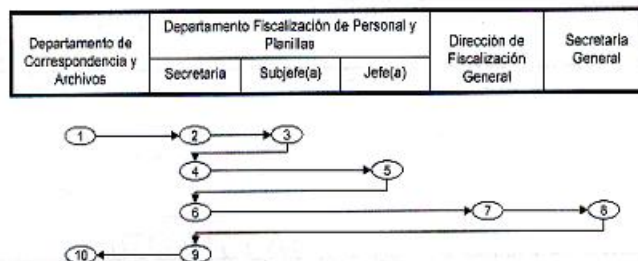 Departamento de
Correspondencia y
Archivos
Departamento Fiscalización de Personal y
Planillas
Secretaria
Subjefe(a)
Jefe(a)
Dirección de
Fiscalización
General
Secretaría
General
1
2
3
4
5
6
7
8
10
9